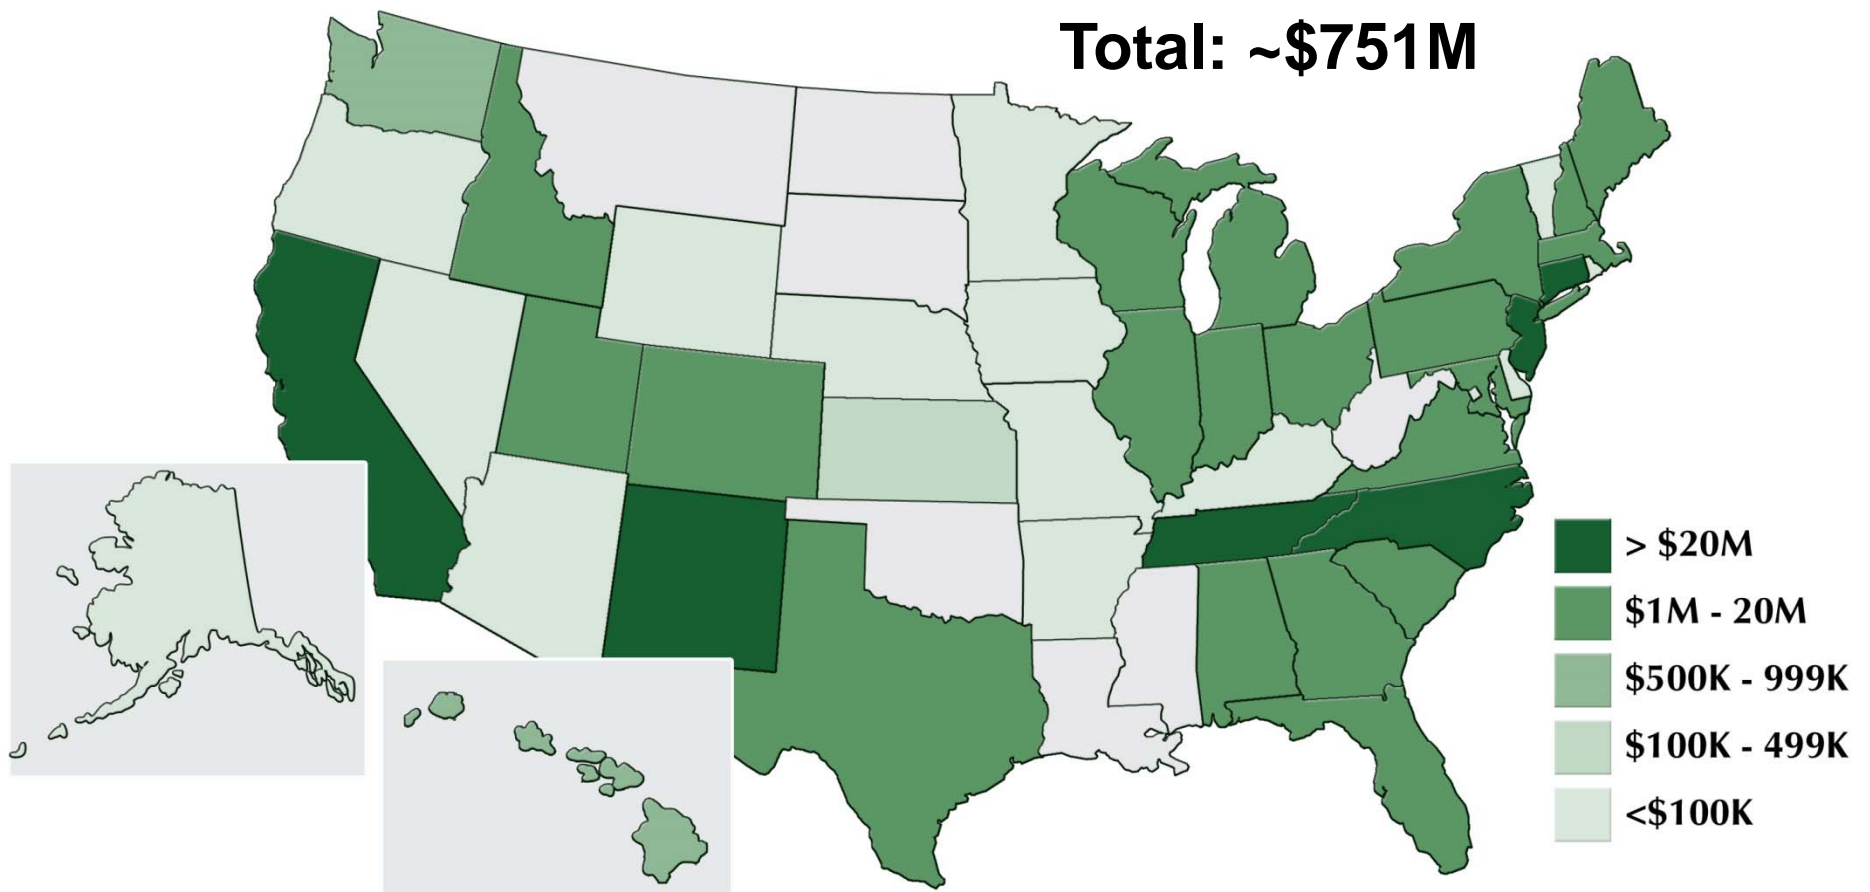 Total: ~$751M
> $20M
$1M - 20M
$500K - 999K
$100K - 499K
<$100K